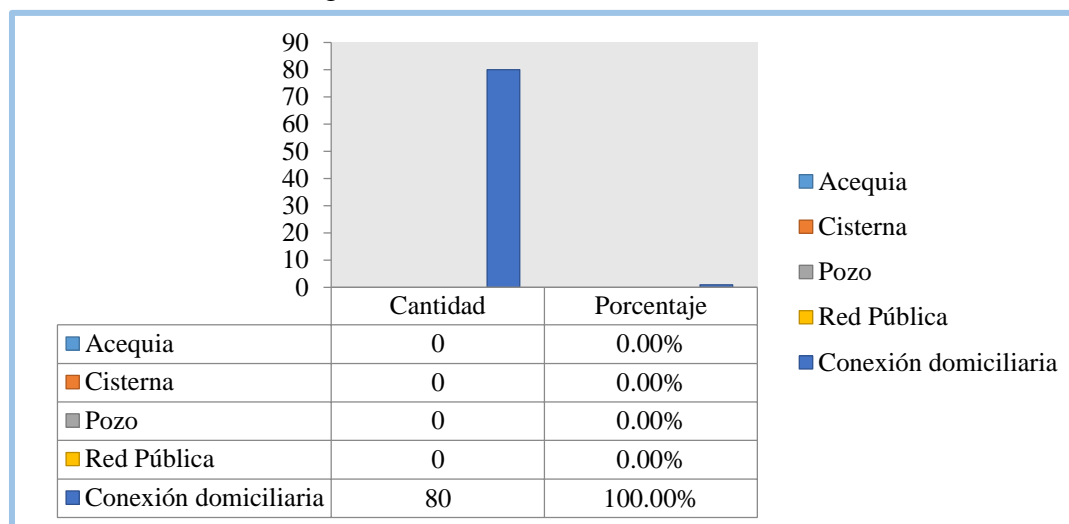 90
80
70
60
50
40
30
20
10
0
Cantidad Porcentaje
Acequia 0 0.00%
Cisterna 0 0.00%
Pozo 0 0.00%
Red Pública 0 0.00%
Conexión domiciliaria 80 100.00%
Acequia
Cisterna
Pozo
Red Pública
Conexión domiciliaria